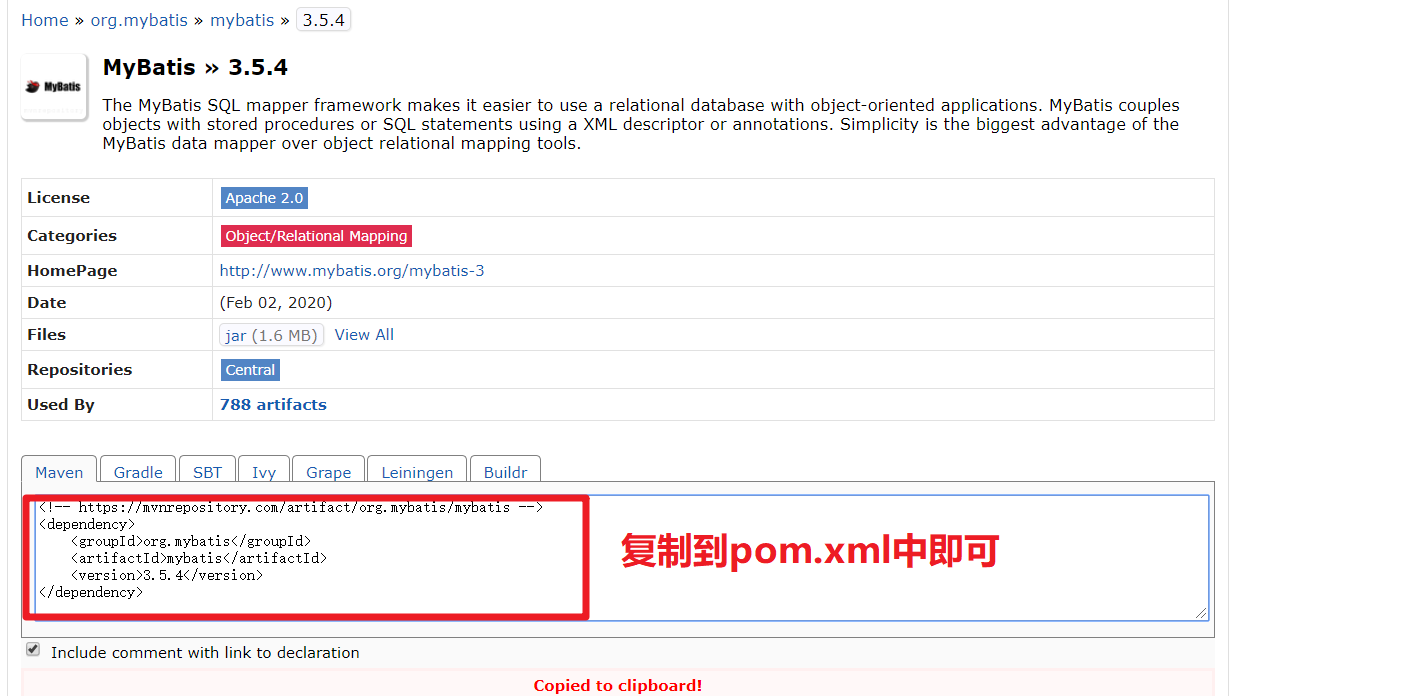 Home » org.mybatis » mybatis » 3.5.4
MyBatis
MyBatis » 3.5.4
The MyBatis SQL mapper framework makes it easier to use a relational database with object-oriented applications. MyBatis couples
objects with stored procedures or SQL statements using a XML descriptor or annotations. Simplicity is the biggest advantage of the
MyBatis data mapper over object relational mapping tools.
License Apache 2.0
Categories Object/Relational Mapping
HomePage http://www.mybatis.org/mybatis-3
Date (Feb 02, 2020)
Files jar (1.6 MB) View All
Repositories Central
Used By 788 artifacts
Maven Gradle SBT Ivy Grape Leiningen Buildr
<!-- https://mvnrepository.com/artifact/org.mybatis/mybatis -->
<dependency>
    <groupId>org.mybatis</groupId>
    <artifactId>mybatis</artifactId>
    <version>3.5.4</version>
</dependency>
复制到pom.xml中即可
Include comment with link to declaration
Copied to clipboard!